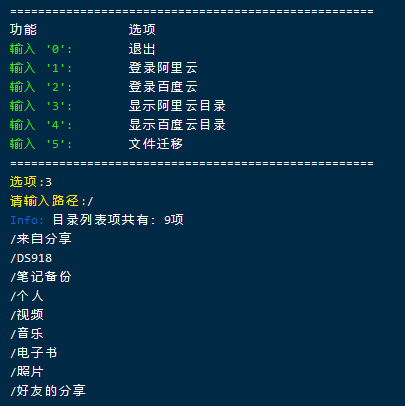 ====================================================
功能 选项
输入 '0': 退出
输入 '1': 登录阿里云
输入 '2': 登录百度云
输入 '3': 显示阿里云目录
输入 '4': 显示百度云目录
输入 '5': 文件迁移
====================================================
选项:3
请输入路径:/
Info: 目录列表项共有: 9项
/来自分享
/DS918
/笔记备份
/个人
/视频
/音乐
/电子书
/照片
/好友的分享